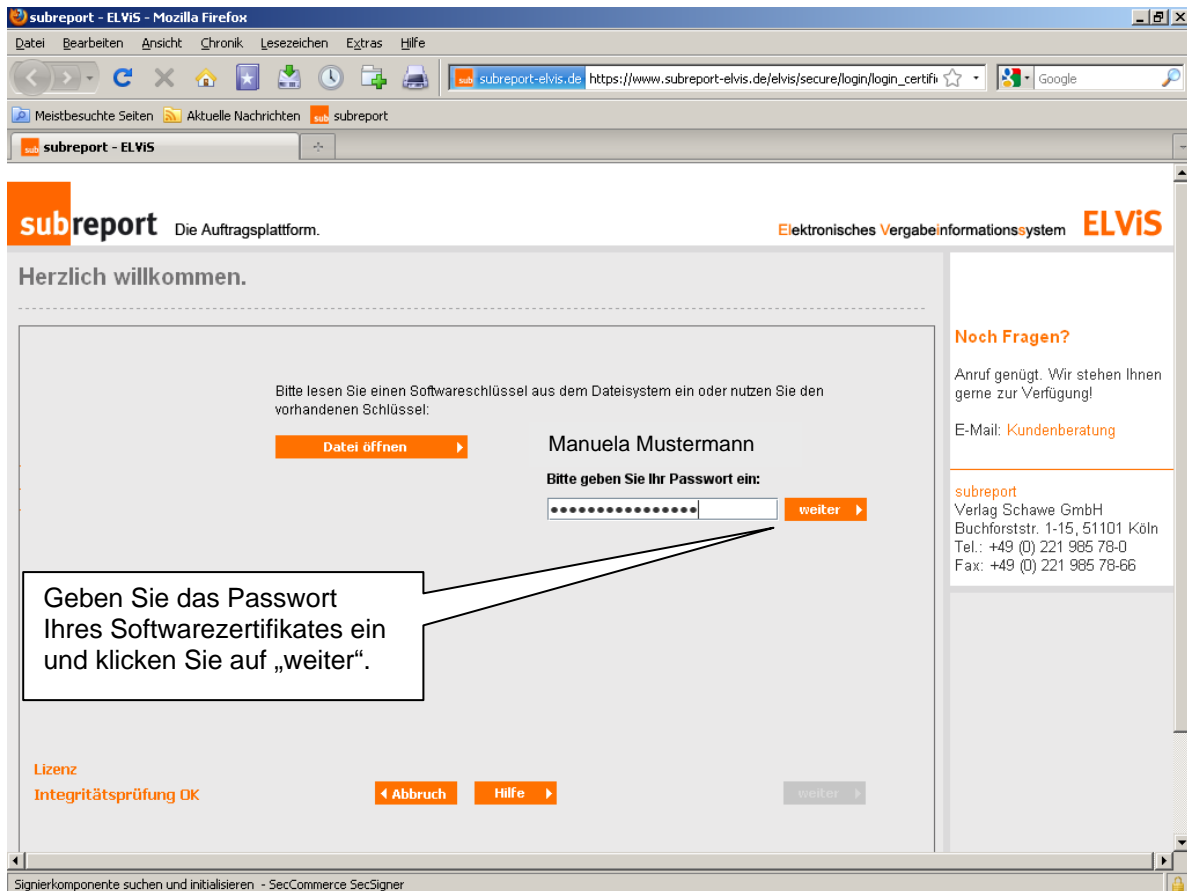 subreport - ELViS - Mozilla Firefox
Datei Bearbeiten Ansicht Chronik Lesezeichen Extras Hilfe
sub subreport-elvis.de https://www.subreport-elvis.de/elvis/secure/login/login_certifi Google
Meistbesuchte Seiten Aktuelle Nachrichten sub subreport
sub subreport - ELViS
subreport Die Auftragsplattform.
Elektronisches Vergabeinformationssystem ELViS
Herzlich willkommen.
Bitte lesen Sie einen Softwareschlüssel aus dem Dateisystem ein oder nutzen Sie den
vorhandenen Schlüssel:
Datei öffnen
Manuela Mustermann
Bitte geben Sie Ihr Passwort ein:
weiter
Geben Sie das Passwort
Ihres Softwarezertifikates ein
und klicken Sie auf „weiter“.
Lizenz
Integritätsprüfung OK
Abbruch Hilfe weiter
Noch Fragen?
Anruf genügt. Wir stehen Ihnen
gerne zur Verfügung!
E-Mail: Kundenberatung
subreport
Verlag Schawe GmbH
Buchforststr. 1-15, 51101 Köln
Tel.: +49 (0) 221 985 78-0
Fax: +49 (0) 221 985 78-66
Signierkomponente suchen und initialisieren - SecCommerce SecSigner